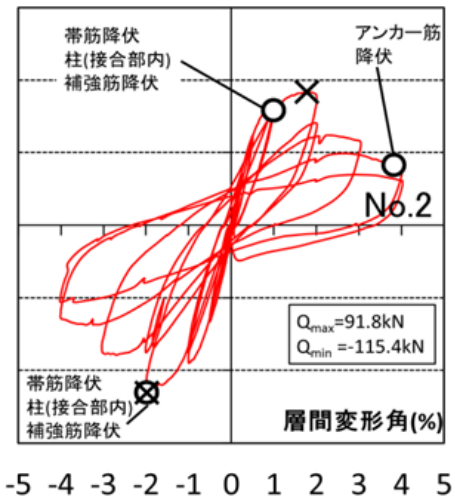 帯筋降伏
柱(接合部内)
補強筋降伏
アンカー筋
降伏
No.2
Qmax=91.8kN
Qmin =-115.4kN
帯筋降伏
柱(接合部内)
補強筋降伏
層間変形角(%)
-5 -4 -3 -2 -1 0 1 2 3 4 5